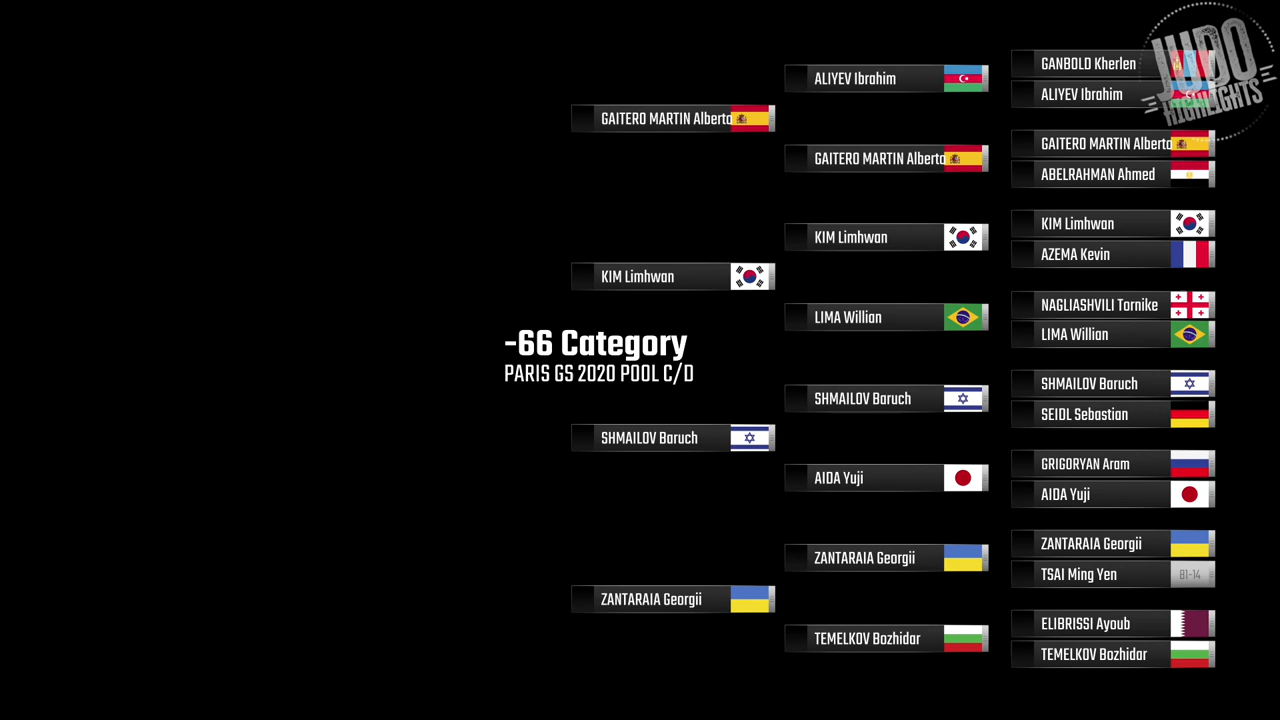 JUDO
HIGHLIGHTS
GANBOLD Kherlen
ALIYEV Ibrahim
ALIYEV Ibrahim
GAITERO MARTIN Alberto
GAITERO MARTIN Alberto
GAITERO MARTIN Alberto
ABELRAHMAN Ahmed
KIM Limhwan
KIM Limhwan
AZEMA Kevin
KIM Limhwan
NAGLIASHVILI Tornike
LIMA Willian
LIMA Willian
-66 Category
PARIS GS 2020 POOL C/D
SHMAILOV Baruch
SHMAILOV Baruch
SEIDL Sebastian
SHMAILOV Baruch
GRIGORYAN Aram
AIDA Yuji
AIDA Yuji
ZANTARAIA Georgii
ZANTARAIA Georgii
TSAI Ming Yen
B1-14
ZANTARAIA Georgii
ELIBRISSI Ayoub
TEMELKOV Bozhidar
TEMELKOV Bozhidar